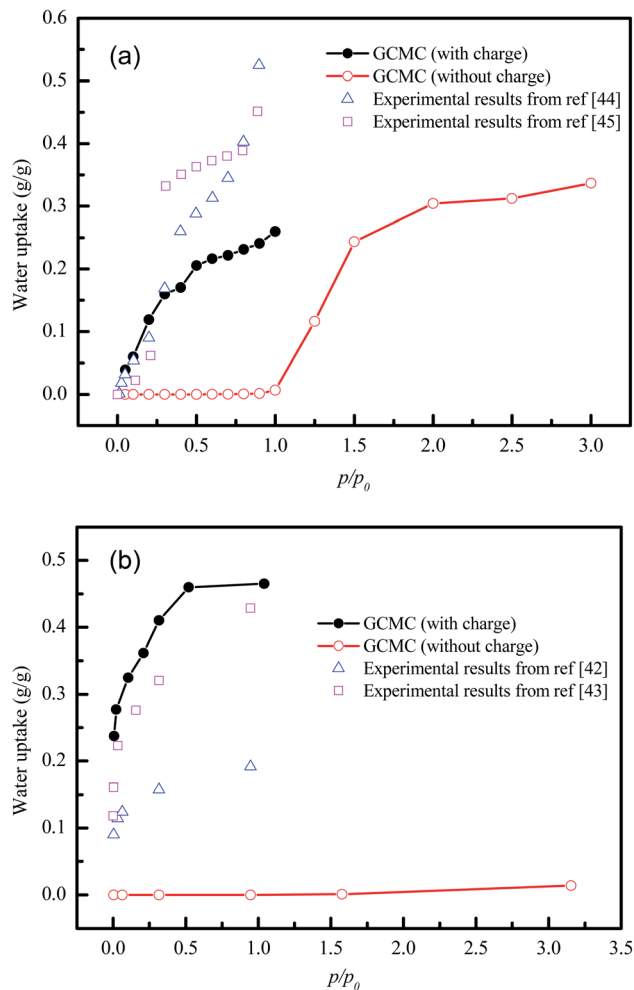 (a)
GCMC (with charge)
GCMC (without charge)
Experimental results from ref [44]
Experimental results from ref [45]
Water uptake (g/g)
0.6
0.5
0.4
0.3
0.2
0.1
0.0
0.0 0.5 1.0 1.5 2.0 2.5 3.0
p/p0
(b)
GCMC (with charge)
GCMC (without charge)
Experimental results from ref [42]
Experimental results from ref [43]
Water uptake (g/g)
0.5
0.4
0.3
0.2
0.1
0.0
0.0 0.5 1.0 1.5 2.0 2.5 3.0 3.5
p/p0